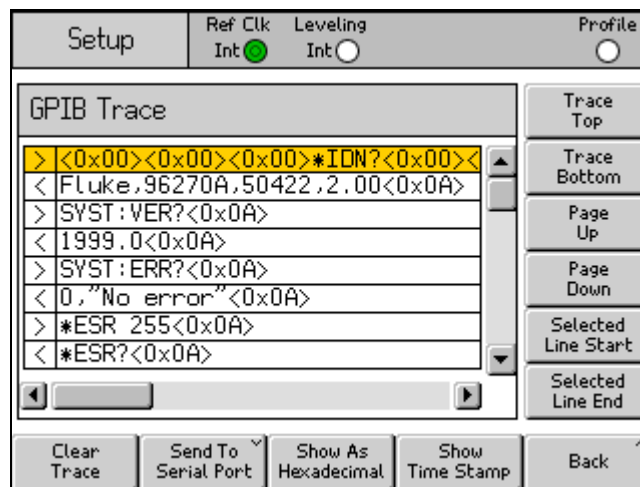 Setup
Ref Clk
Int
Leveling
Int
Profile
GPIB Trace
> <0x00><0x00><0x00>*IDN?<0x00><
< Fluke,96270A,50422,2.00<0x0A>
> SYST:VER?<0x0A>
< 1999.0<0x0A>
> SYST:ERR?<0x0A>
< 0,"No error"<0x0A>
> *ESR 255<0x0A>
< *ESR?<0x0A>
Trace
Top
Trace
Bottom
Page
Up
Page
Down
Selected
Line Start
Selected
Line End
Clear
Trace
Send To
Serial Port
Show As
Hexadecimal
Show
Time Stamp
Back